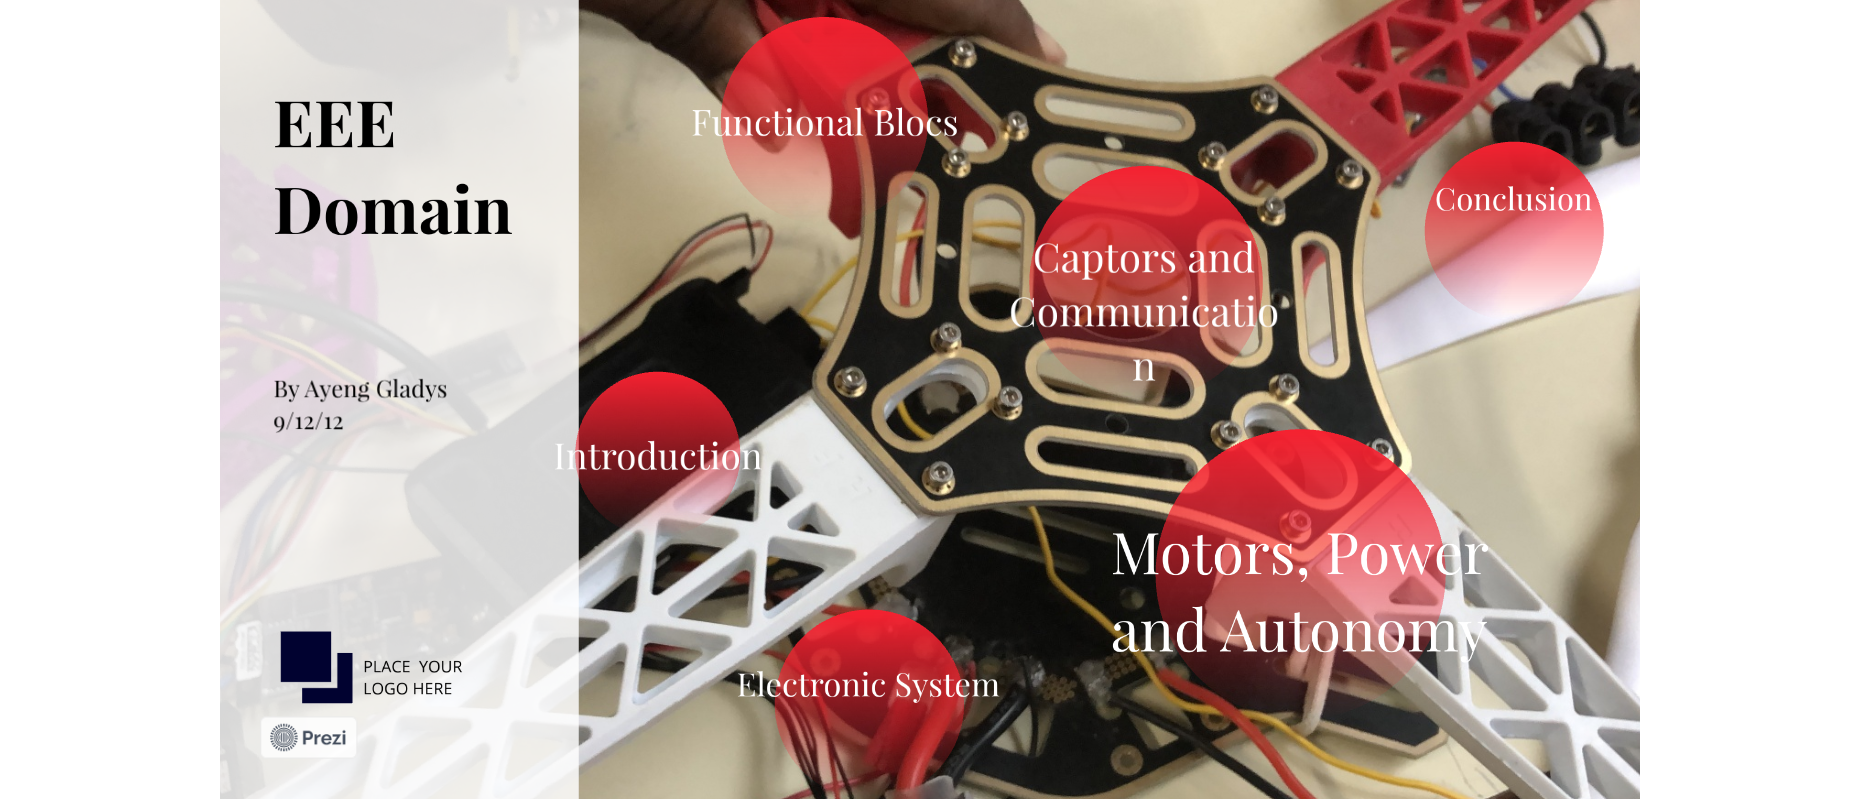 EEE
Domain
By Ayeng Gladys
9/12/12
PLACE YOUR
LOGO HERE
Prezi
Functional Blocs
Conclusion
Captors and
Communicatio
n
Introduction
Motors, Power
and Autonomy
Electronic System